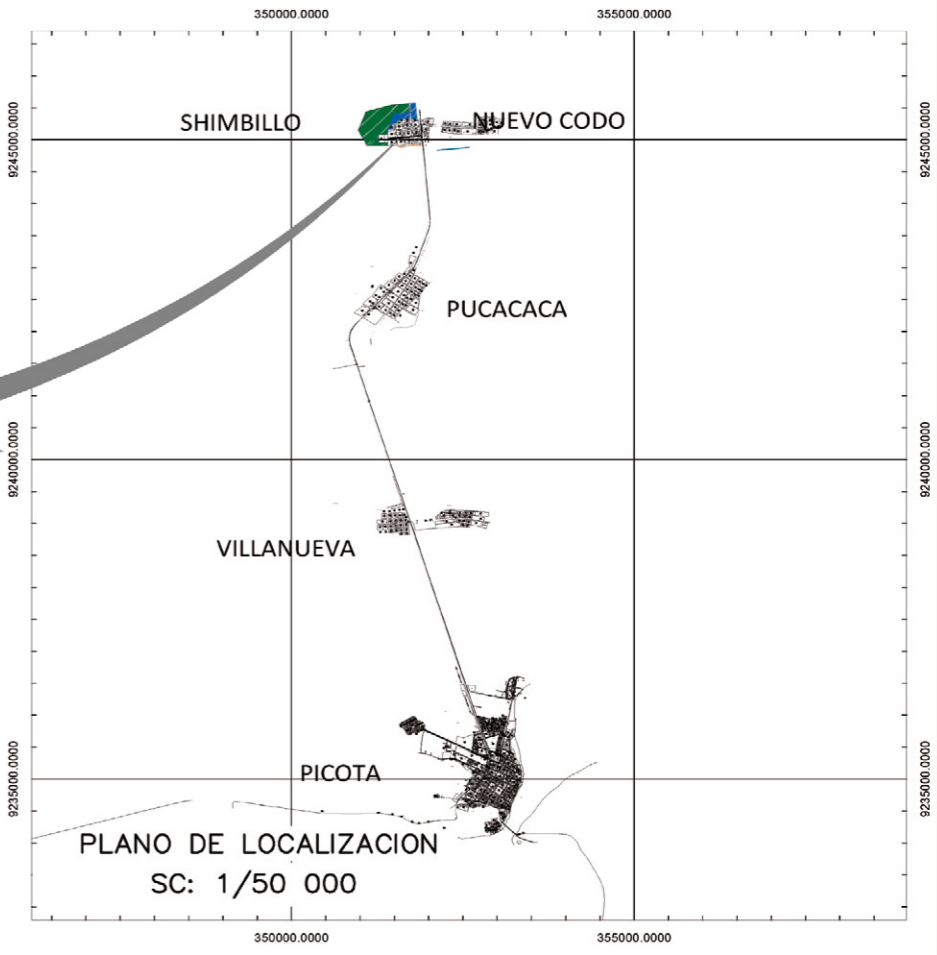 350000.0000 355000.0000
9245000.0000 9245000.0000
SHIMBILLO NUEVO CODO
PUCACACA
9240000.0000 9240000.0000
VILLANUEVA
9235000.0000 9235000.0000
PICOTA
PLANO DE LOCALIZACION
SC: 1/50 000
350000.0000 355000.0000